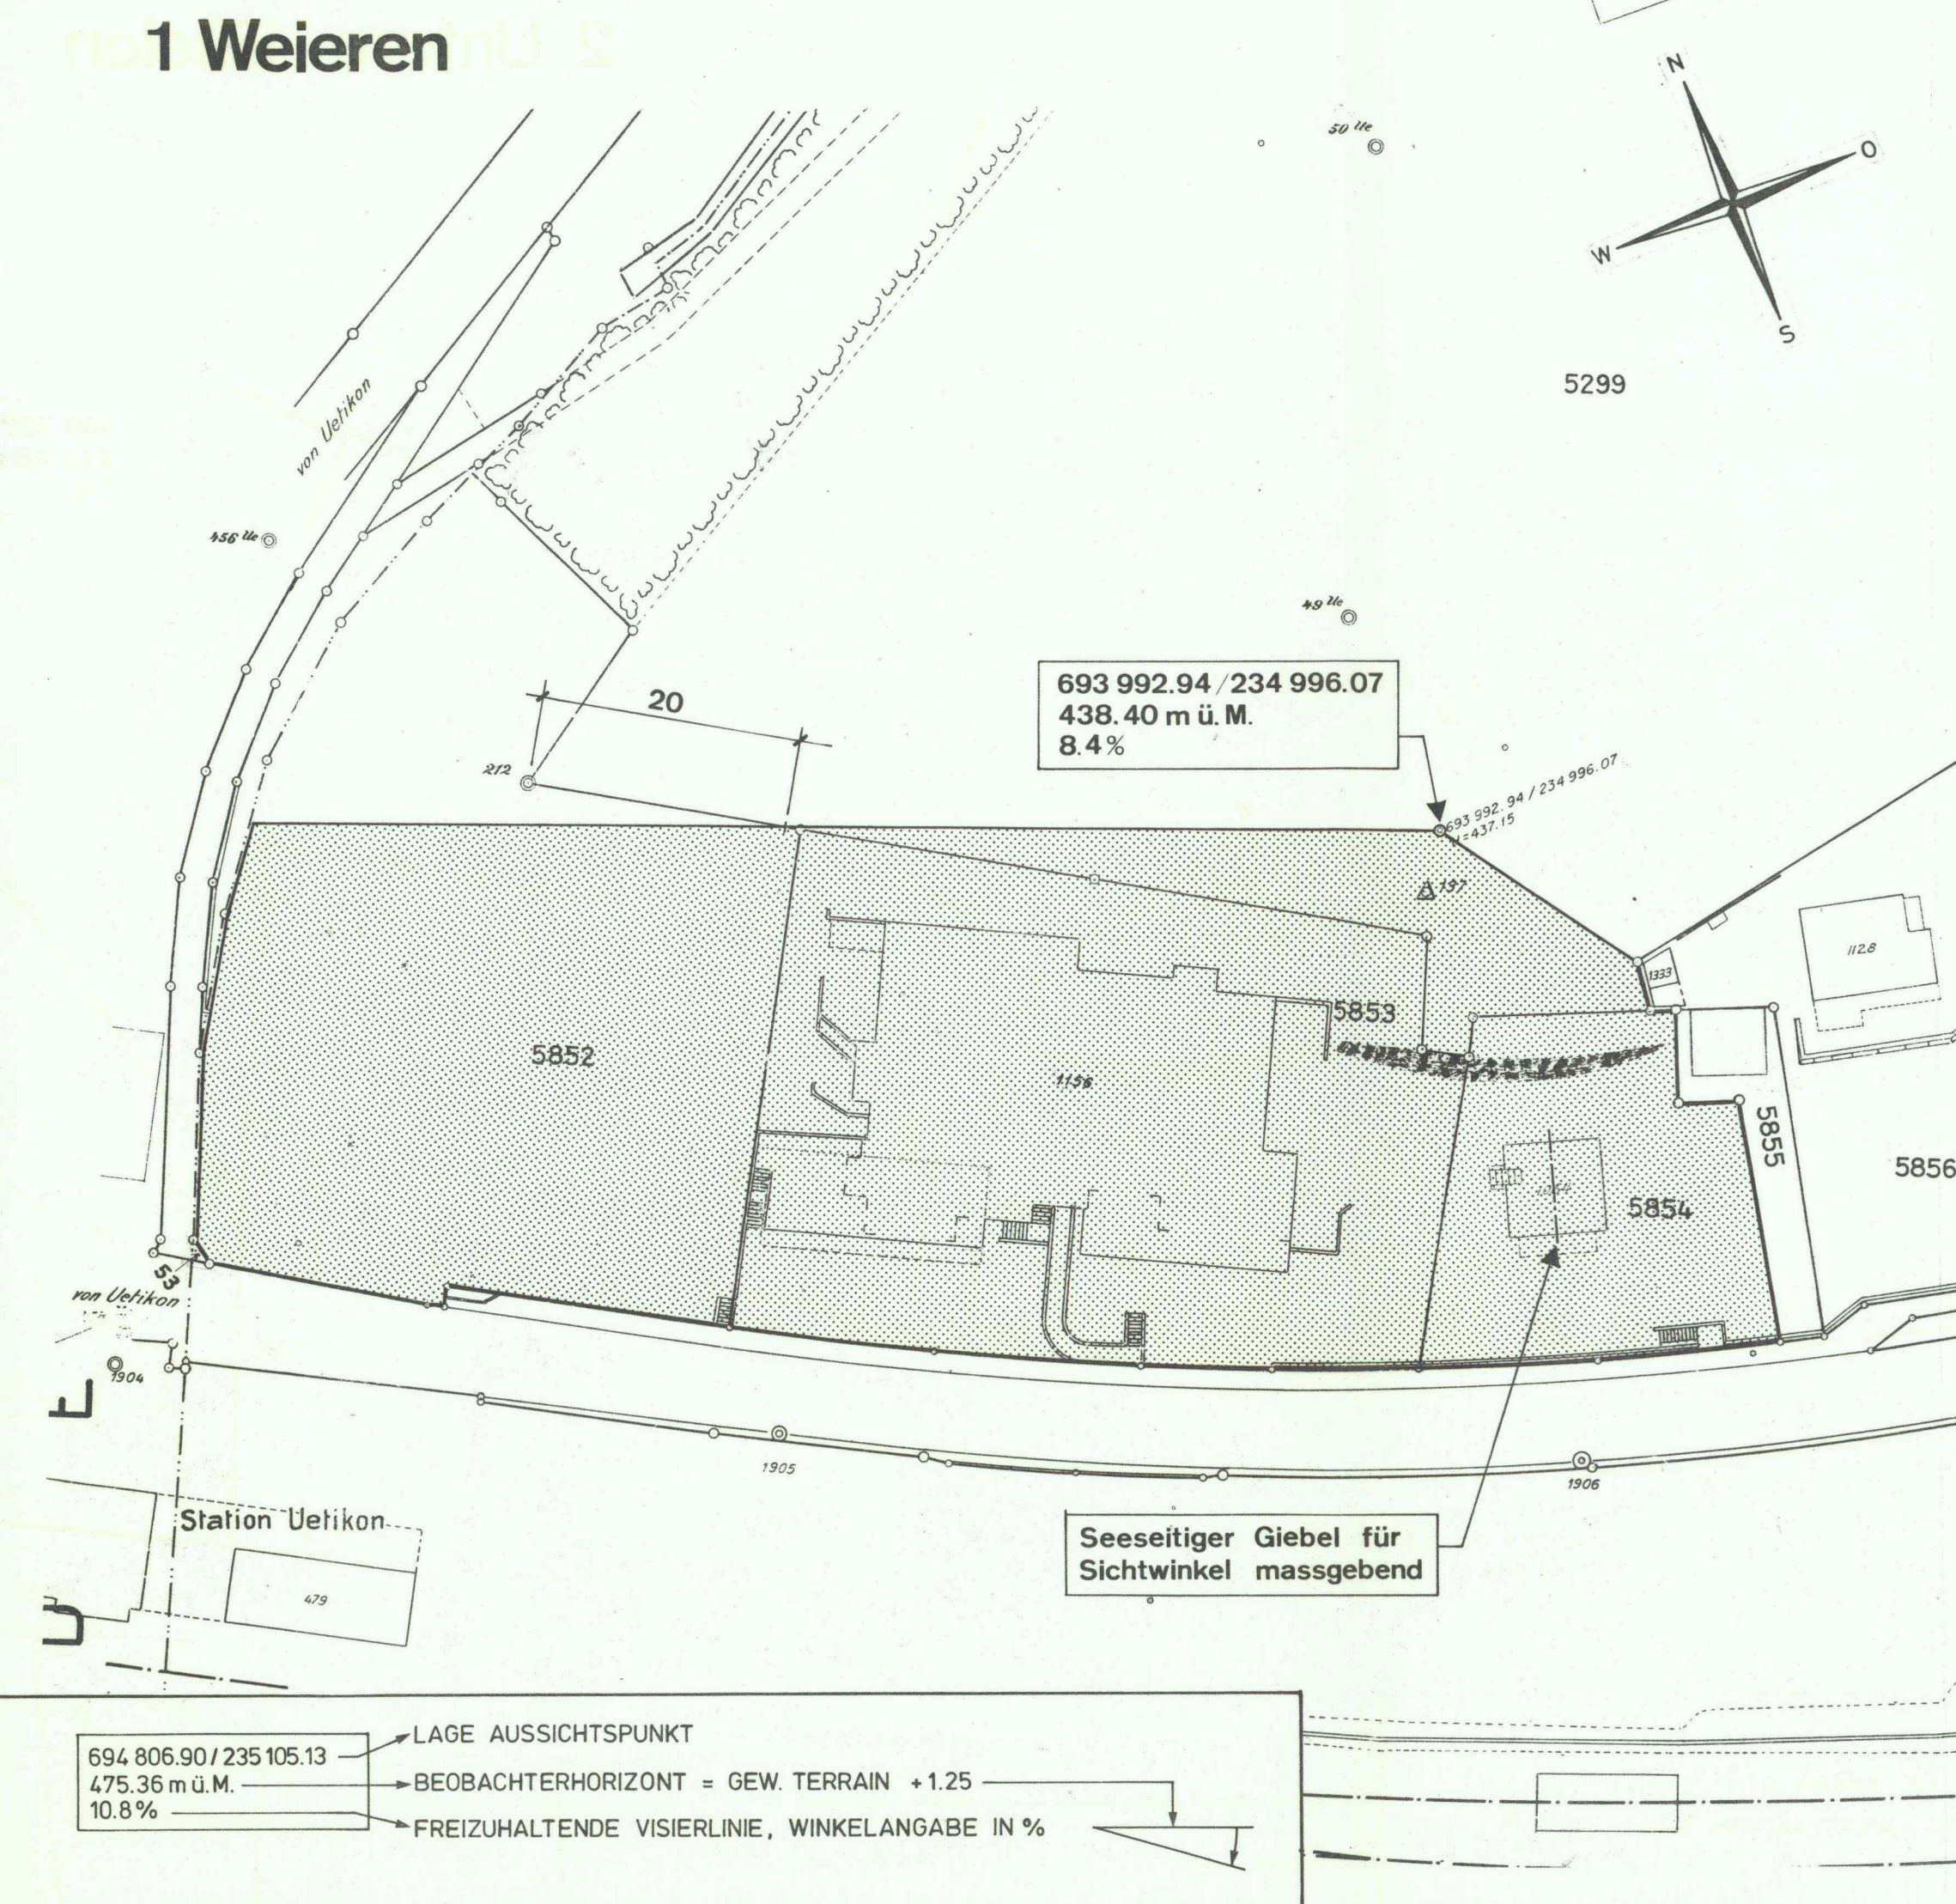 1 Weieren
N
O
W
S
50 Ue
5299
von Uetikon
456 Ue
49 Ue
20
212
693 992.94/234 996.07
438.40 m ü. M.
8.4%
693 992.94 / 234 996.07
=437.15
197
1128
1333
5853
5852
1156
5855
5856
5854
53
von Uetikon
1904
E
1905
1906
Station Uetikon
Seeseitiger Giebel für
Sichtwinkel massgebend
479
U
694 806.90/235 105.13
475.36 m ü.M.
10.8%
LAGE AUSSICHTSPUNKT
BEOBACHTERHORIZONT = GEW. TERRAIN +1.25
FREIZUHALTENDE VISIERLINIE, WINKELANGABE IN %